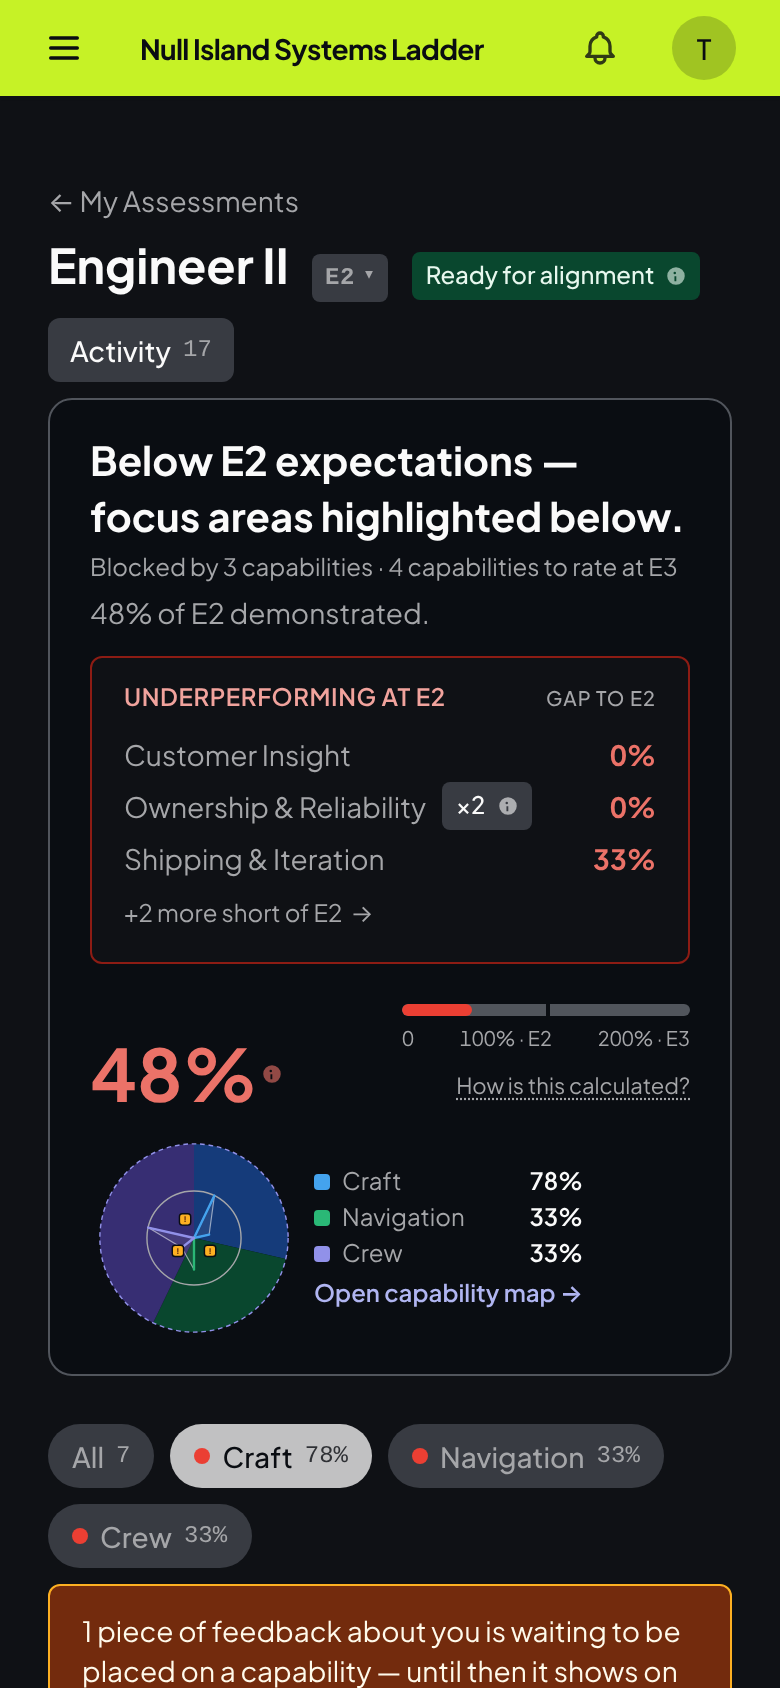 Null Island Systems Ladder
T
← My Assessments
Engineer II
E2 ▾
Ready for alignment
Activity 17
Below E2 expectations —
focus areas highlighted below.
Blocked by 3 capabilities · 4 capabilities to rate at E3
48% of E2 demonstrated.
UNDERPERFORMING AT E2 GAP TO E2
Customer Insight 0%
Ownership & Reliability ×2 0%
Shipping & Iteration 33%
+2 more short of E2 →
0 100% · E2 200% · E3
48%
How is this calculated?
Craft 78%
Navigation 33%
Crew 33%
Open capability map →
All 7
Craft 78%
Navigation 33%
Crew 33%
1 piece of feedback about you is waiting to be
placed on a capability — until then it shows on